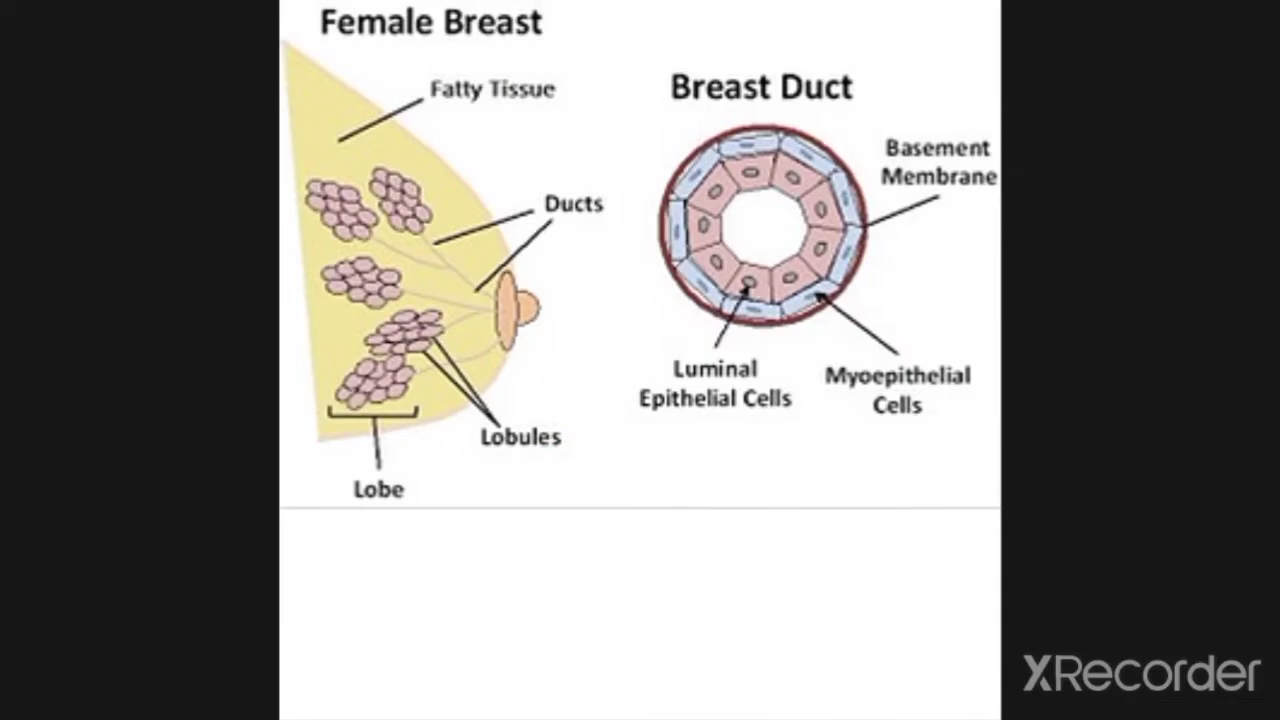 Female Breast
Fatty Tissue
Ducts
Lobules
Lobe
Breast Duct
Basement
Membrane
Luminal
Epithelial Cells
Myoepithelial
Cells
XRecorder